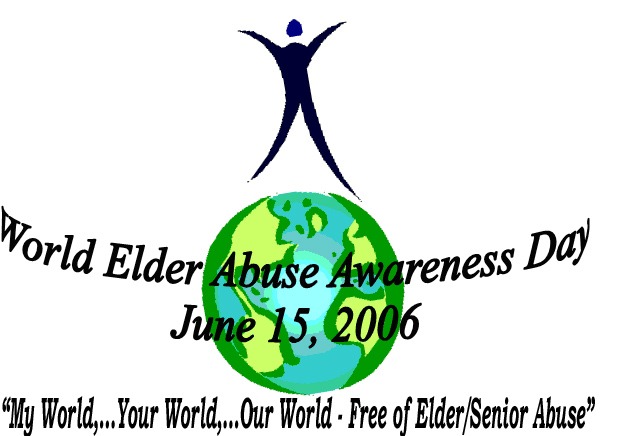 World Elder Abuse Awareness Day
June 15, 2006
“My World,...Your World,...Our World - Free of Elder/Senior Abuse”